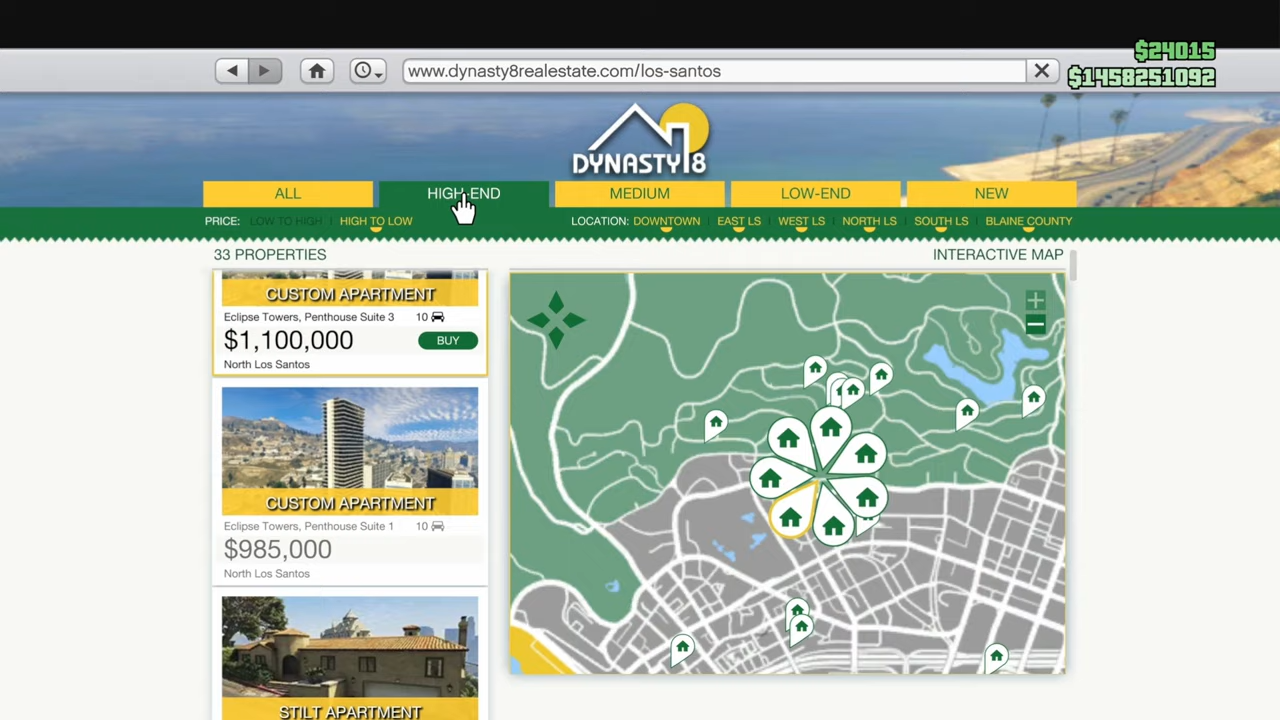 $24015
www.dynasty8realestate.com/los-santos
$1458251092
DYNASTY 8
ALL
HIGH-END
MEDIUM
LOW-END
NEW
PRICE: LOW TO HIGH HIGH TO LOW
LOCATION: DOWNTOWN EAST LS WEST LS NORTH LS SOUTH LS BLAINE COUNTY
33 PROPERTIES
INTERACTIVE MAP
CUSTOM APARTMENT
Eclipse Towers, Penthouse Suite 3 10
$1,100,000
BUY
North Los Santos
CUSTOM APARTMENT
Eclipse Towers, Penthouse Suite 1 10
$985,000
North Los Santos
STILT APARTMENT